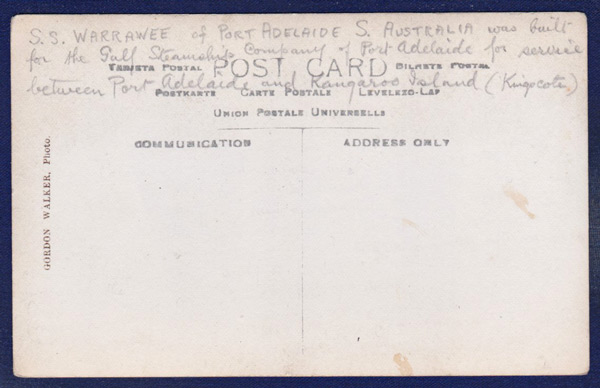 S.S. WARRAWEE of PORT ADELAIDE S. AUSTRALIA was built
for the Gulf Steamship Company of Port Adelaide for service
TARJETA POSTAL POST CARD BILHETE POSTAL
between Port Adelaide and Kangaroo Island (Kingscote)
POSTKARTE CARTE POSTALE LEVELEZO-LAP
UNION POSTALE UNIVERSELLE
COMMUNICATION ADDRESS ONLY
GORDON WALKER, Photo.